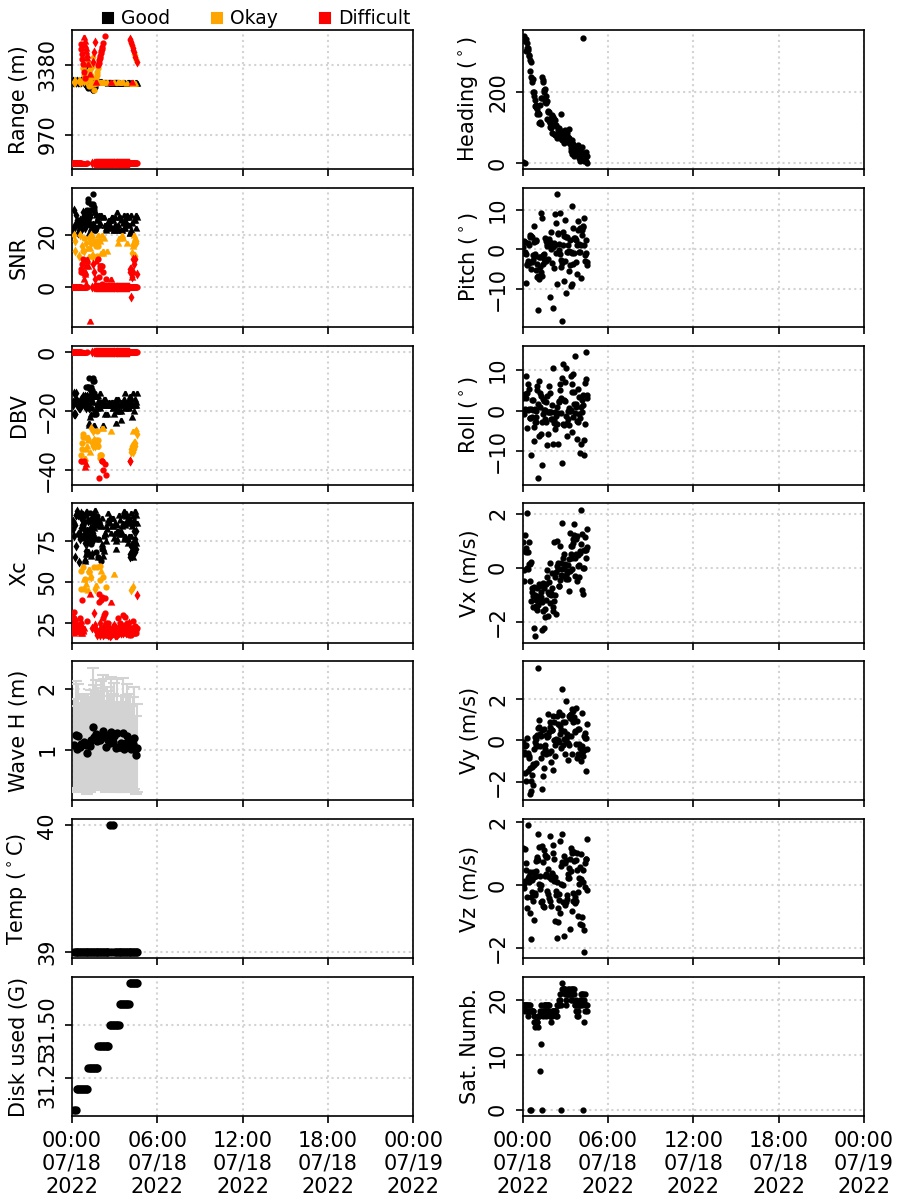 Good Okay Difficult
Range (m)
3380
970
Heading (°)
200
0
SNR
20
0
Pitch (°)
10
0
−10
DBV
0
−20
−40
Roll (°)
10
0
−10
Xc
75
50
25
Vx (m/s)
2
0
−2
Wave H (m)
2
1
Vy (m/s)
2
0
−2
Temp (°C)
40
39
Vz (m/s)
2
0
−2
Disk used (G)
31.50
31.25
Sat. Numb.
20
10
0
00:00 06:00 12:00 18:00 00:00
07/18 07/18 07/18 07/18 07/19
2022 2022 2022 2022 2022
00:00 06:00 12:00 18:00 00:00
07/18 07/18 07/18 07/18 07/19
2022 2022 2022 2022 2022